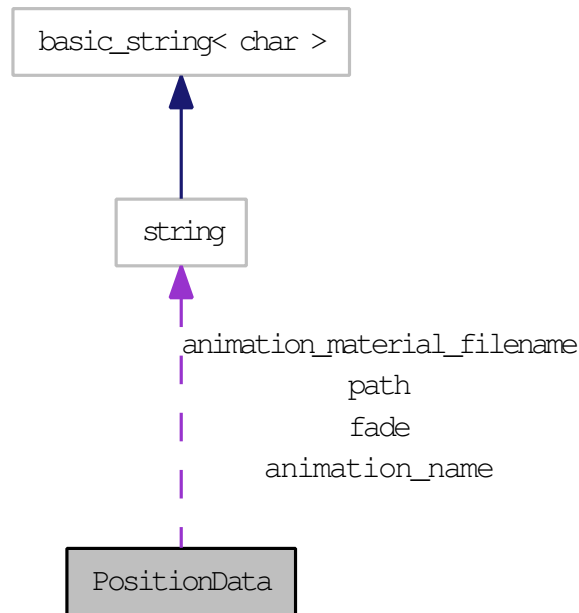 basic_string< char >
string
animation_material_filename
path
fade
animation_name
PositionData